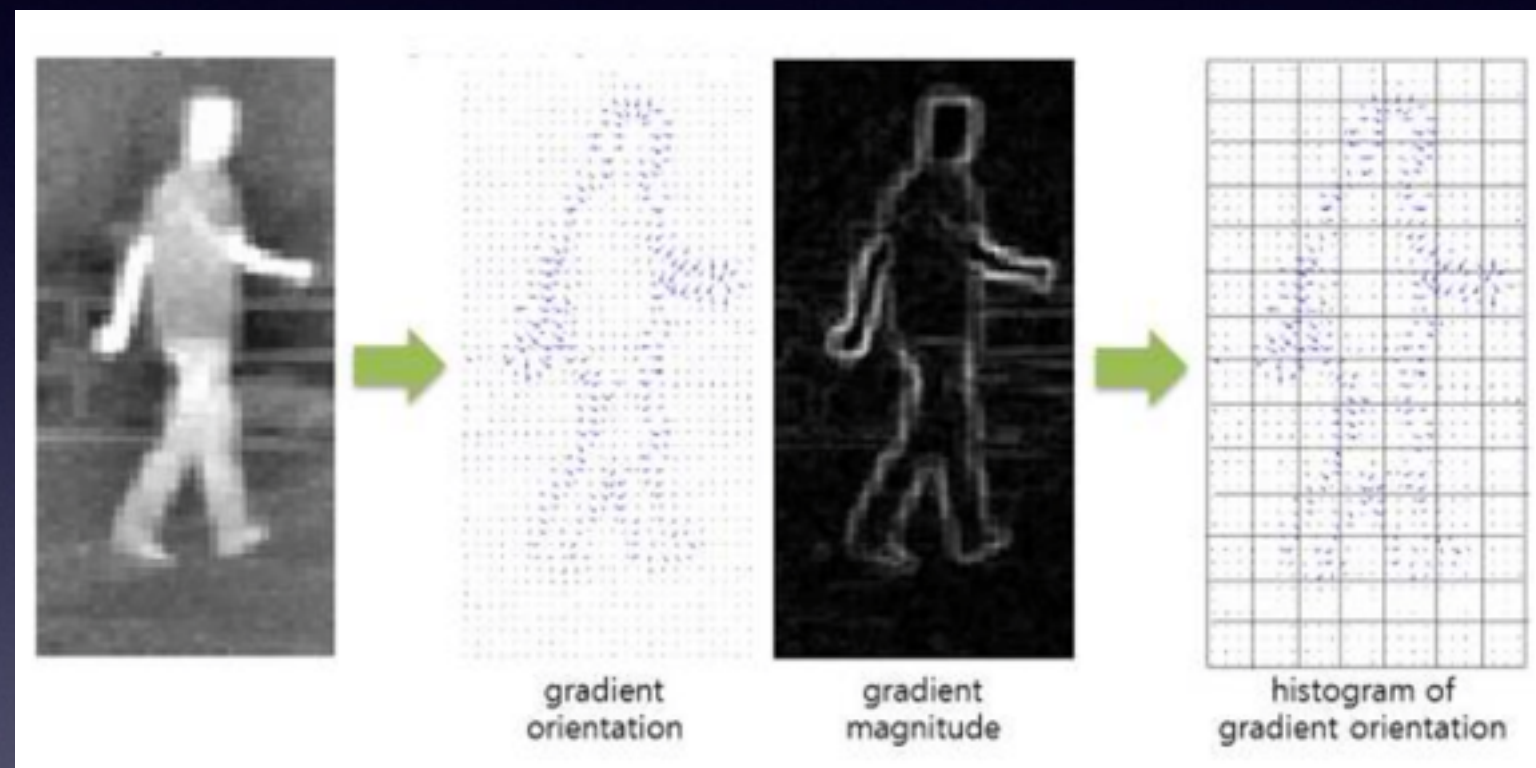 gradient
orientation
gradient
magnitude
histogram of
gradient orientation